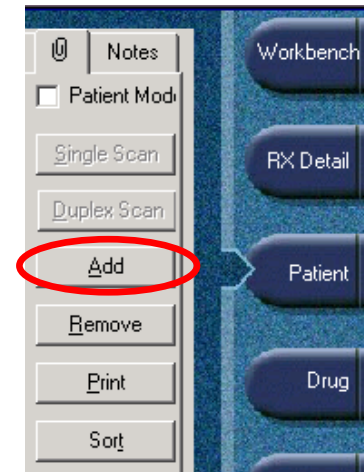 Notes
Patient Mod
Single Scan
Duplex Scan
Add
Remove
Print
Sort
Workbench
RX Detail
Patient
Drug